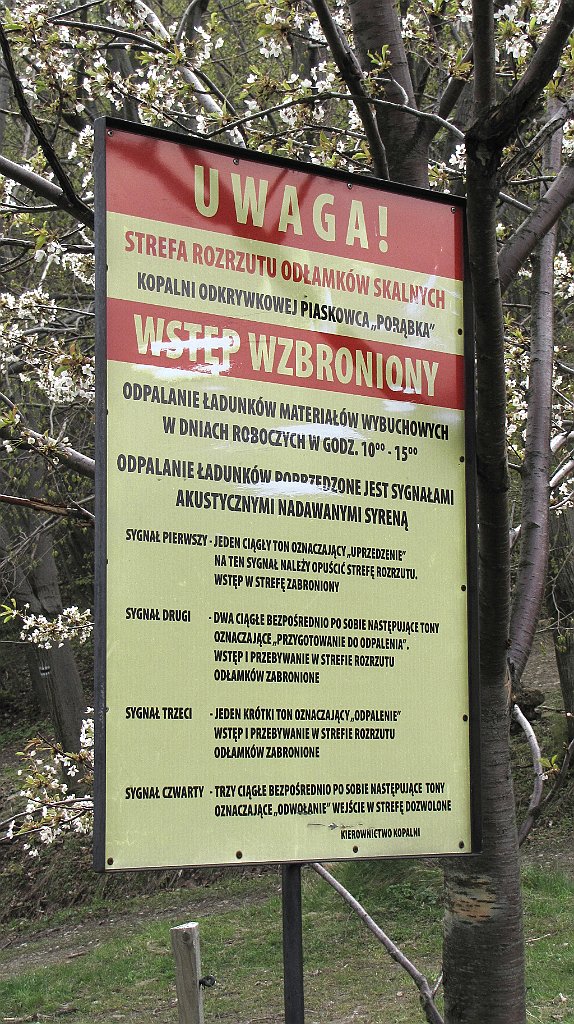 UWAGA!
STREFA ROZRZUTU ODŁAMKÓW SKALNYCH
KOPALNI ODKRYWKOWEJ PIASKOWCA „PORĄBKA"
WSTĘP WZBRONIONY
ODPALANIE ŁADUNKÓW MATERIAŁÓW WYBUCHOWYCH
W DNIACH ROBOCZYCH W GODZ. 10⁰⁰ - 15⁰⁰
ODPALANIE ŁADUNKÓW POPRZEDZONE JEST SYGNAŁAMI
AKUSTYCZNYMI NADAWANYMI SYRENĄ
SYGNAŁ PIERWSZY - JEDEN CIĄGŁY TON OZNACZAJĄCY „UPRZEDZENIE"
NA TEN SYGNAŁ NALEŻY OPUŚCIĆ STREFĘ ROZRZUTU.
WSTĘP W STREFĘ ZABRONIONY
SYGNAŁ DRUGI - DWA CIĄGŁE BEZPOŚREDNIO PO SOBIE NASTĘPUJĄCE TONY
OZNACZAJĄCE „PRZYGOTOWANIE DO ODPALENIA".
WSTĘP I PRZEBYWANIE W STREFIE ROZRZUTU
ODŁAMKÓW ZABRONIONE
SYGNAŁ TRZECI - JEDEN KRÓTKI TON OZNACZAJĄCY „ODPALENIE"
WSTĘP I PRZEBYWANIE W STREFIE ROZRZUTU
ODŁAMKÓW ZABRONIONE
SYGNAŁ CZWARTY - TRZY CIĄGŁE BEZPOŚREDNIO PO SOBIE NASTĘPUJĄCE TONY
OZNACZAJĄCE „ODWOŁANIE" WEJŚCIE W STREFĘ DOZWOLONE
KIEROWNICTWO KOPALNI